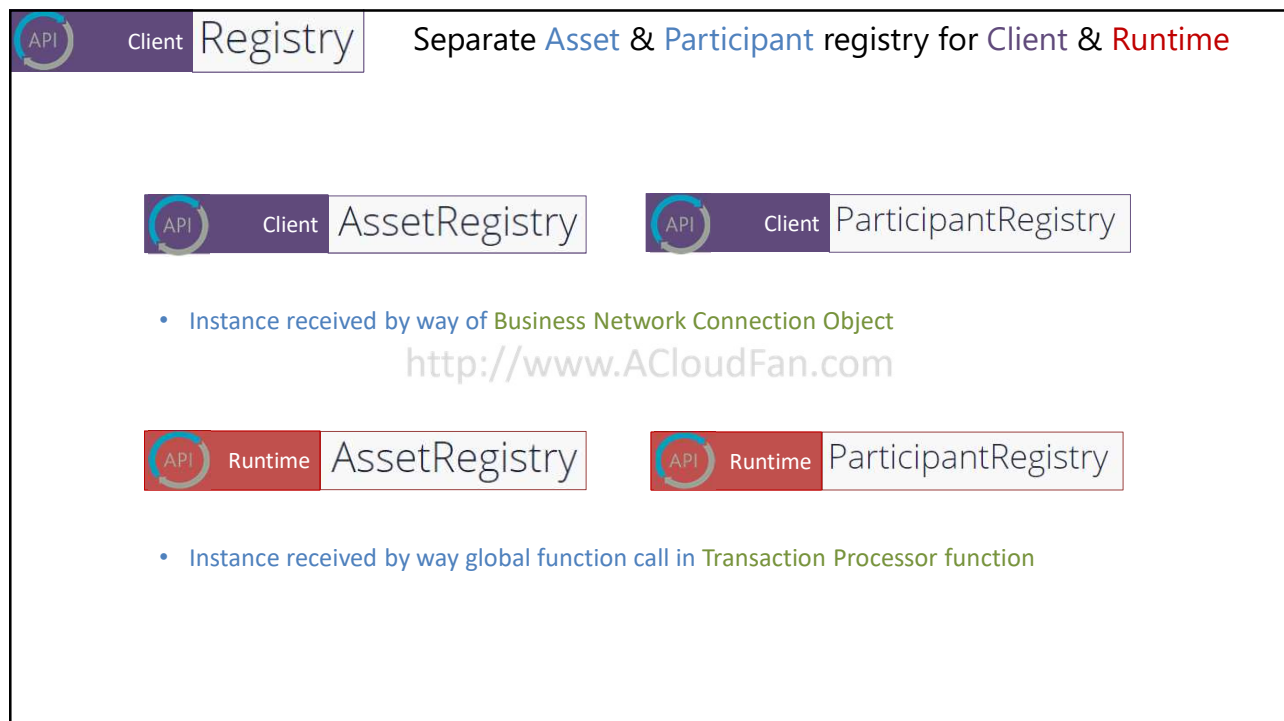 API Client Registry Separate Asset & Participant registry for Client & Runtime
API Client AssetRegistry API Client ParticipantRegistry
• Instance received by way of Business Network Connection Object
http://www.ACloudFan.com
API Runtime AssetRegistry API Runtime ParticipantRegistry
• Instance received by way global function call in Transaction Processor function